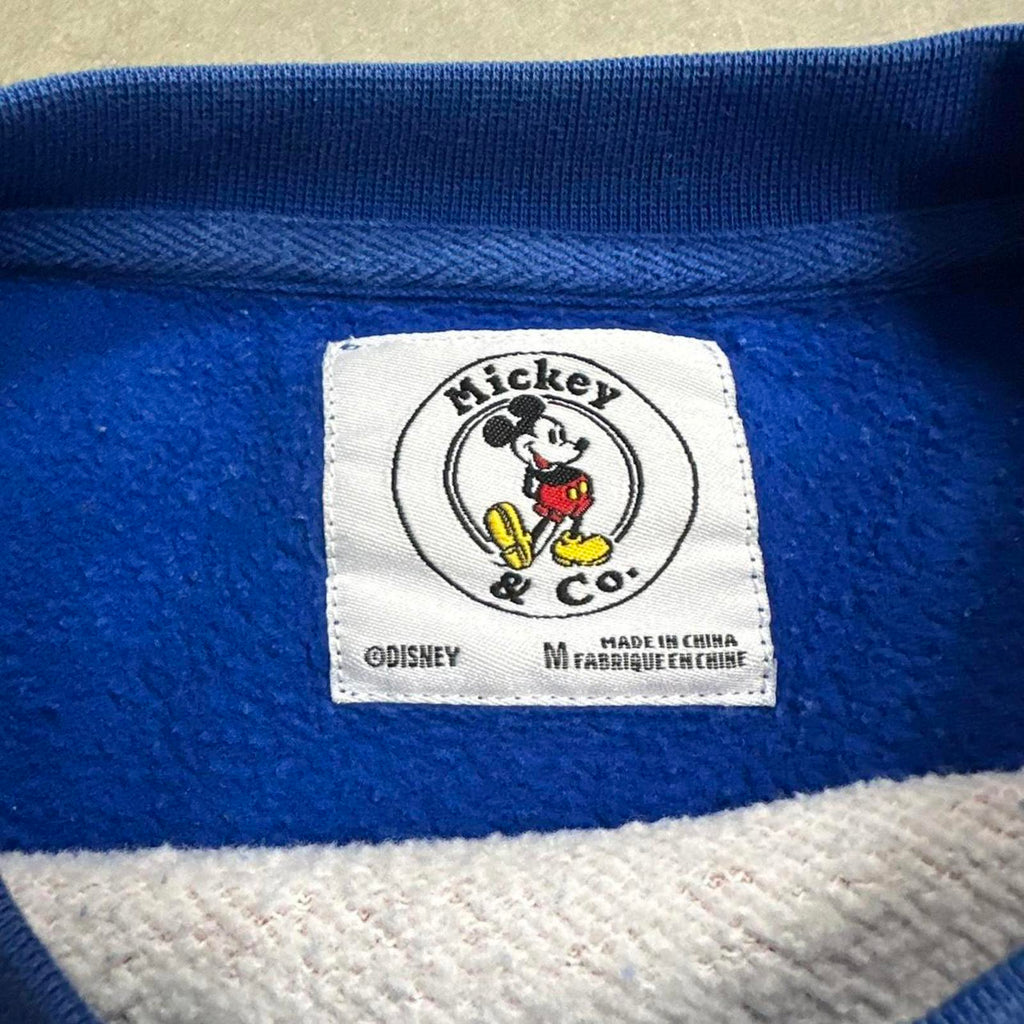 Mickey
& Co.
©DISNEY
M
MADE IN CHINA
FABRIQUE EN CHINE